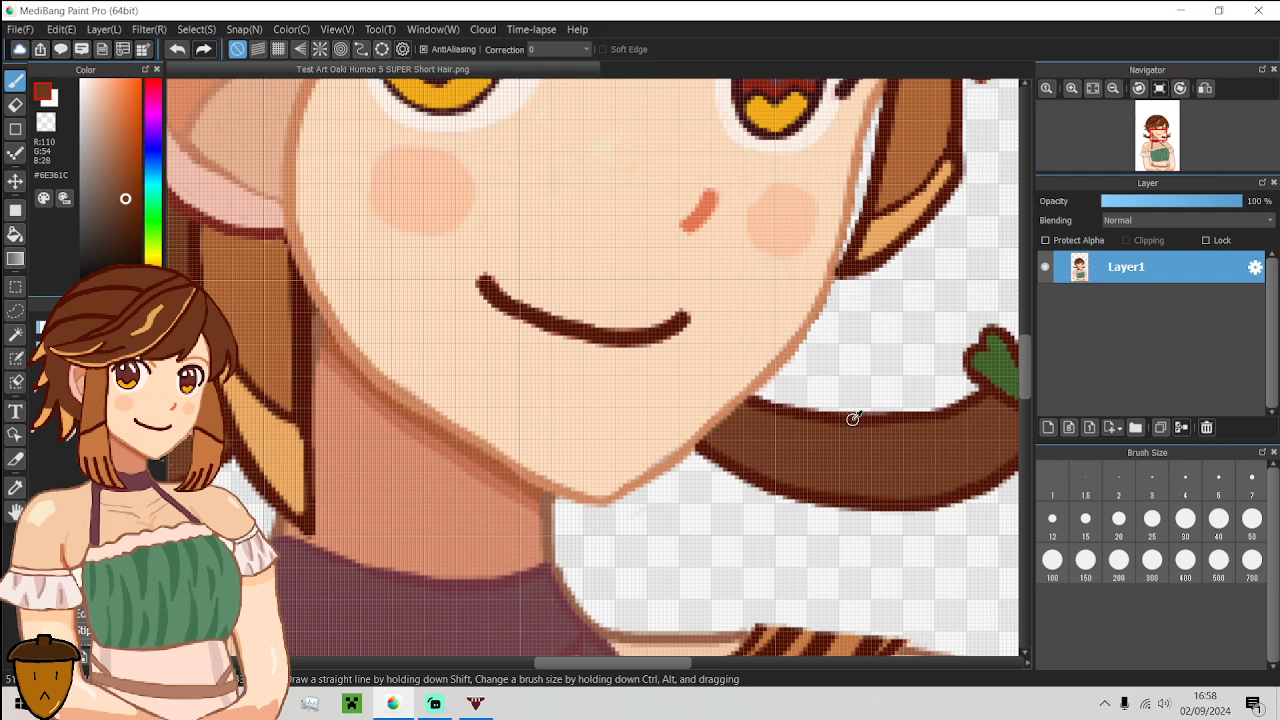 MediBang Paint Pro (64bit)
File(F) Edit(E) Layer(L) Filter(R) Select(S) Snap(N) Color(C) View(V) Tool(T) Window(W) Cloud Time-lapse Help
AntiAliasing Correction 0 Soft Edge
Color
Test Art Oaki Human 5 SUPER Short Hair.png
Navigator
R:110
G:54
B:28
#6E361C
Layer
Opacity 100 %
Blending Normal
Protect Alpha Clipping Lock
Layer1
Brush Size
1 1.5 2 3 4 5 7
12 15 20 25 30 40 50
100 150 200 300 400 500 700
raw a straight line by holding down Shift, Change a brush size by holding down Ctrl, Alt, and dragging
16:58
02/09/2024
1